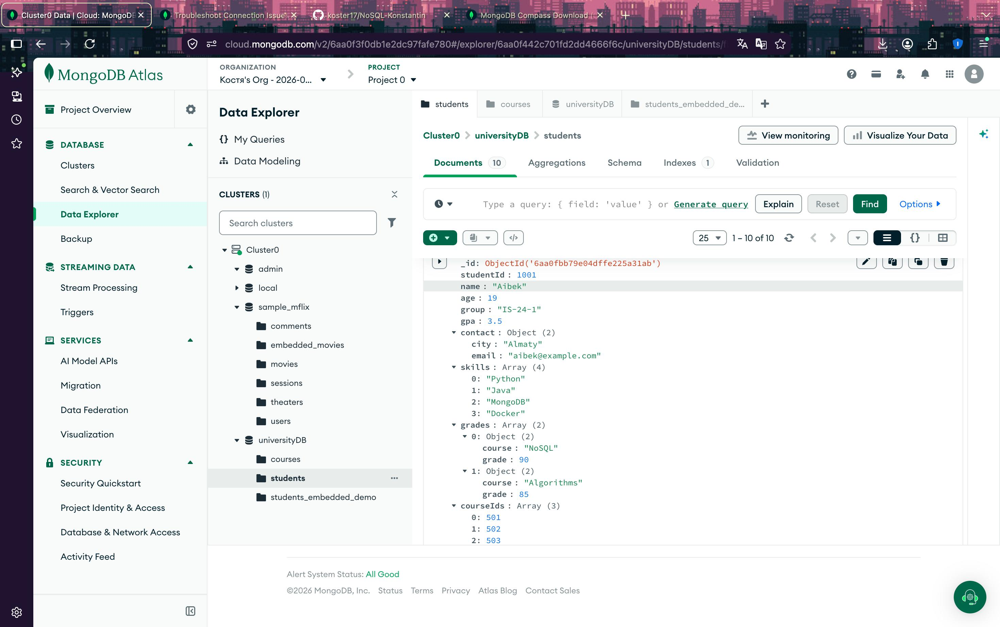 Cluster0 Data | Cloud: MongoDB
Troubleshoot Connection Issues
koster17/NoSQL-Konstantin
MongoDB Compass Download (
cloud.mongodb.com/v2/6aa0f3f0db1e2dc97fafe780#/explorer/6aa0f442c701fd2dd4666f6c/universityDB/students/f
MongoDB Atlas
ORGANIZATION
Костя's Org - 2026-0...
PROJECT
Project 0
Project Overview
DATABASE
Clusters
Search & Vector Search
Data Explorer
Backup
STREAMING DATA
Stream Processing
Triggers
SERVICES
AI Model APIs
Migration
Data Federation
Visualization
SECURITY
Security Quickstart
Project Identity & Access
Database & Network Access
Activity Feed
Data Explorer
My Queries
Data Modeling
CLUSTERS (1)
Search clusters
Cluster0
admin
local
sample_mflix
comments
embedded_movies
movies
sessions
theaters
users
universityDB
courses
students
students_embedded_demo
students
courses
universityDB
students_embedded_de...
Cluster0 > universityDB > students
View monitoring
Visualize Your Data
Documents 10
Aggregations
Schema
Indexes 1
Validation
Type a query: { field: 'value' } or Generate query
Explain
Reset
Find
Options
25
1 – 10 of 10
_id: ObjectId('6aa0fbb79e04dffe225a31ab')
studentId : 1001
name : "Aibek"
age : 19
group : "IS-24-1"
gpa : 3.5
contact : Object (2)
city : "Almaty"
email : "aibek@example.com"
skills : Array (4)
0: "Python"
1: "Java"
2: "MongoDB"
3: "Docker"
grades : Array (2)
0: Object (2)
course : "NoSQL"
grade : 90
1: Object (2)
course : "Algorithms"
grade : 85
courseIds : Array (3)
0: 501
1: 502
2: 503
Alert System Status: All Good
©2026 MongoDB, Inc. Status Terms Privacy Atlas Blog Contact Sales